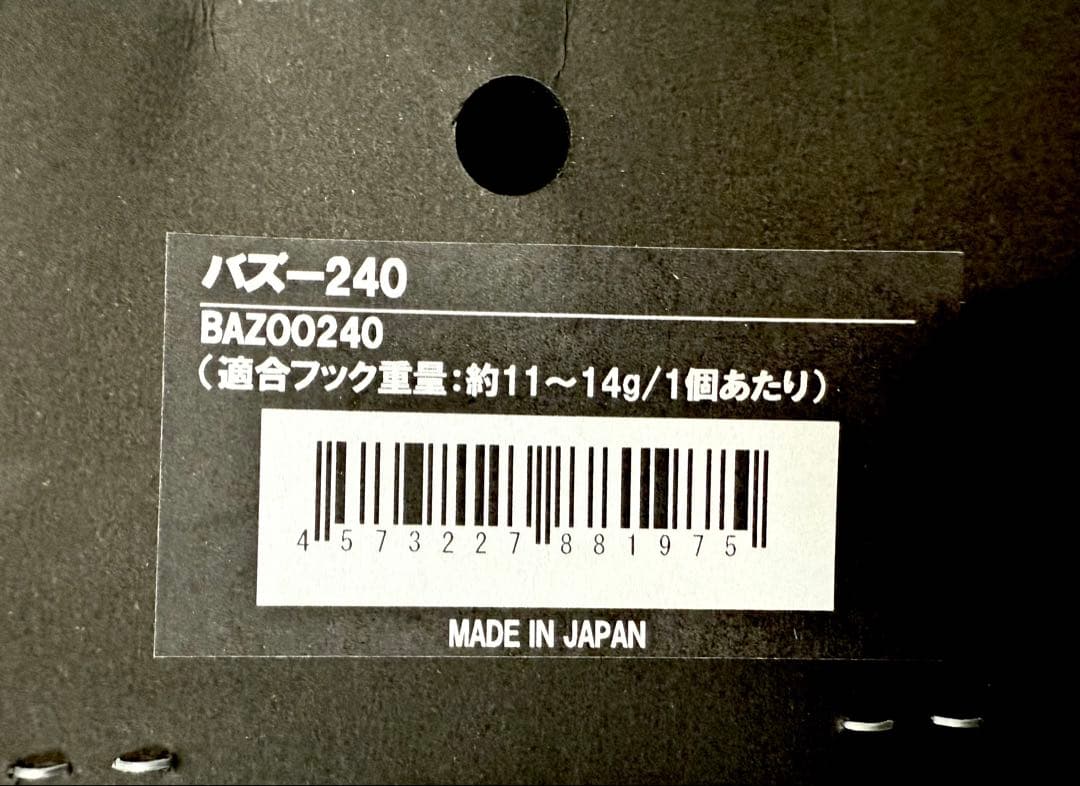 バズー240
BAZOO240
（適合フック重量：約11～14g/1個あたり）
4 573227 881975
MADE IN JAPAN